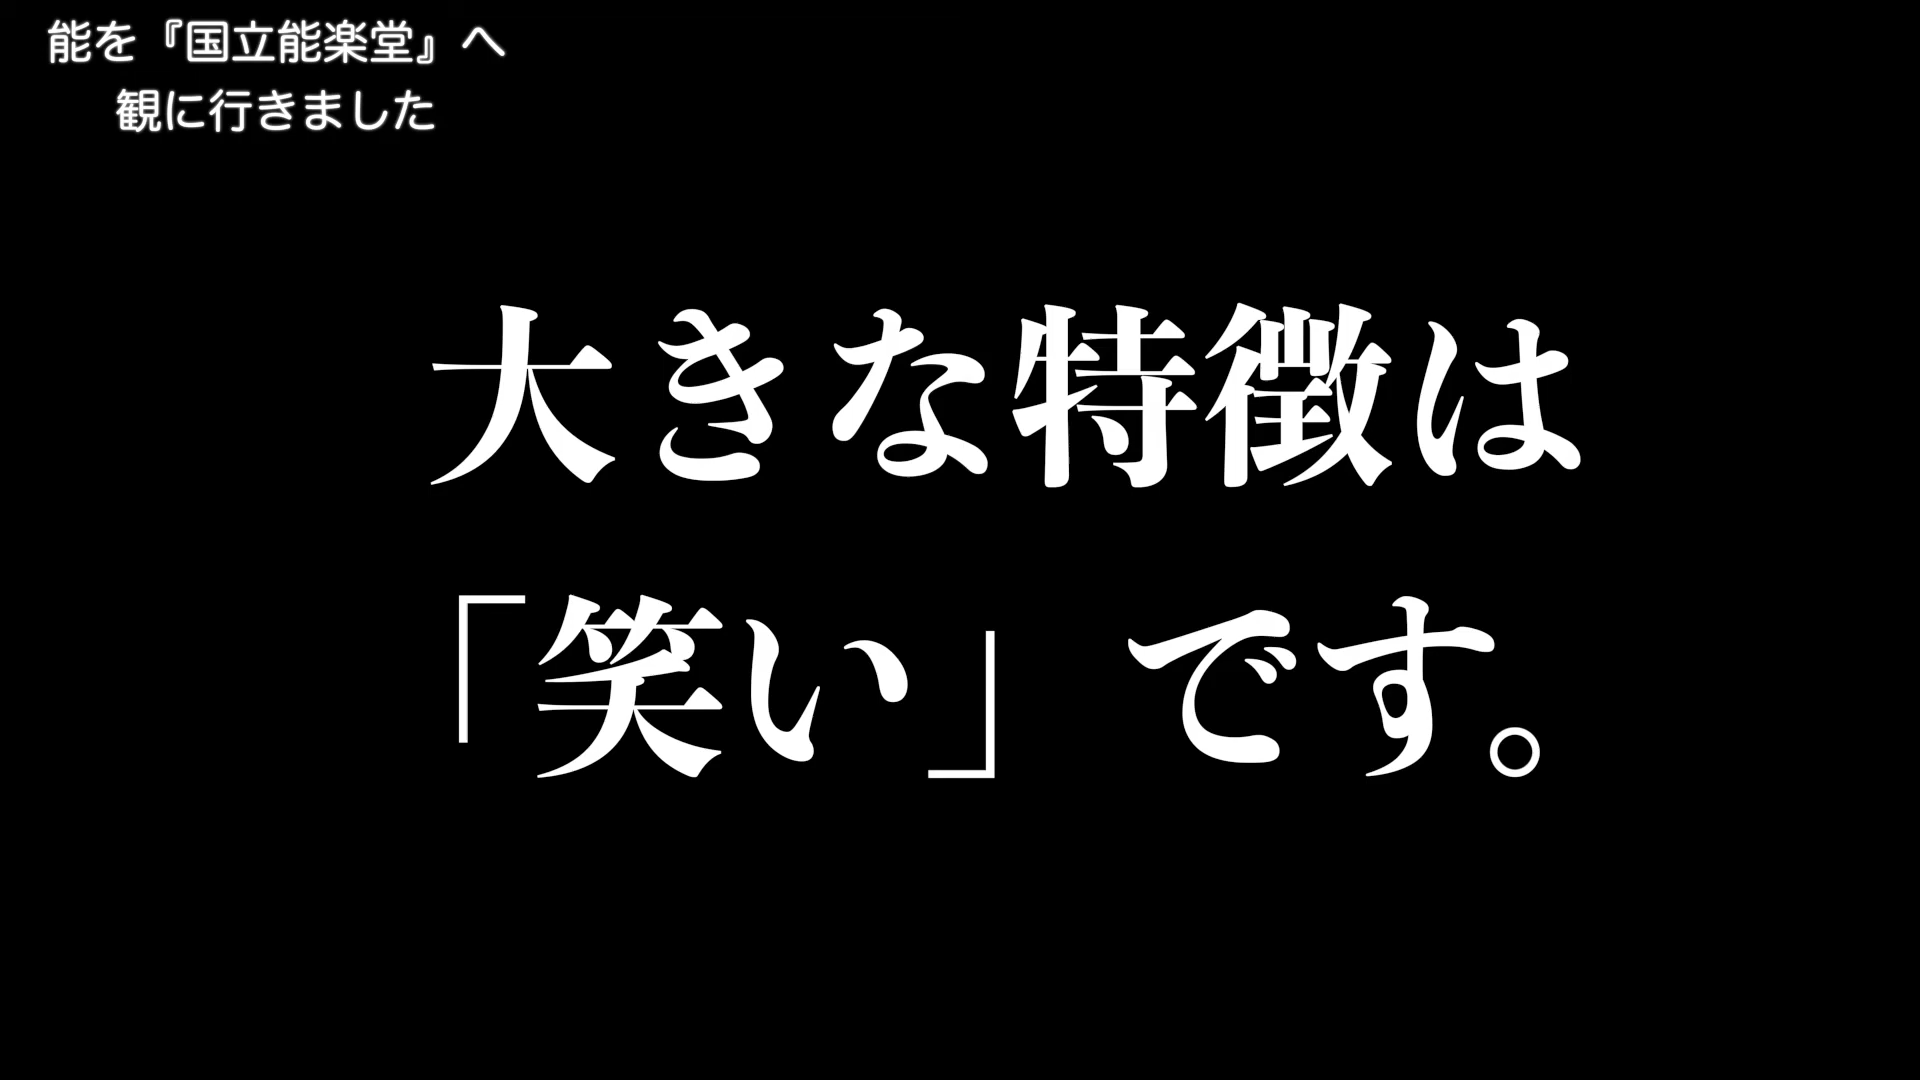 能を『国立能楽堂』へ
観に行きました
大きな特徴は
「笑い」です。